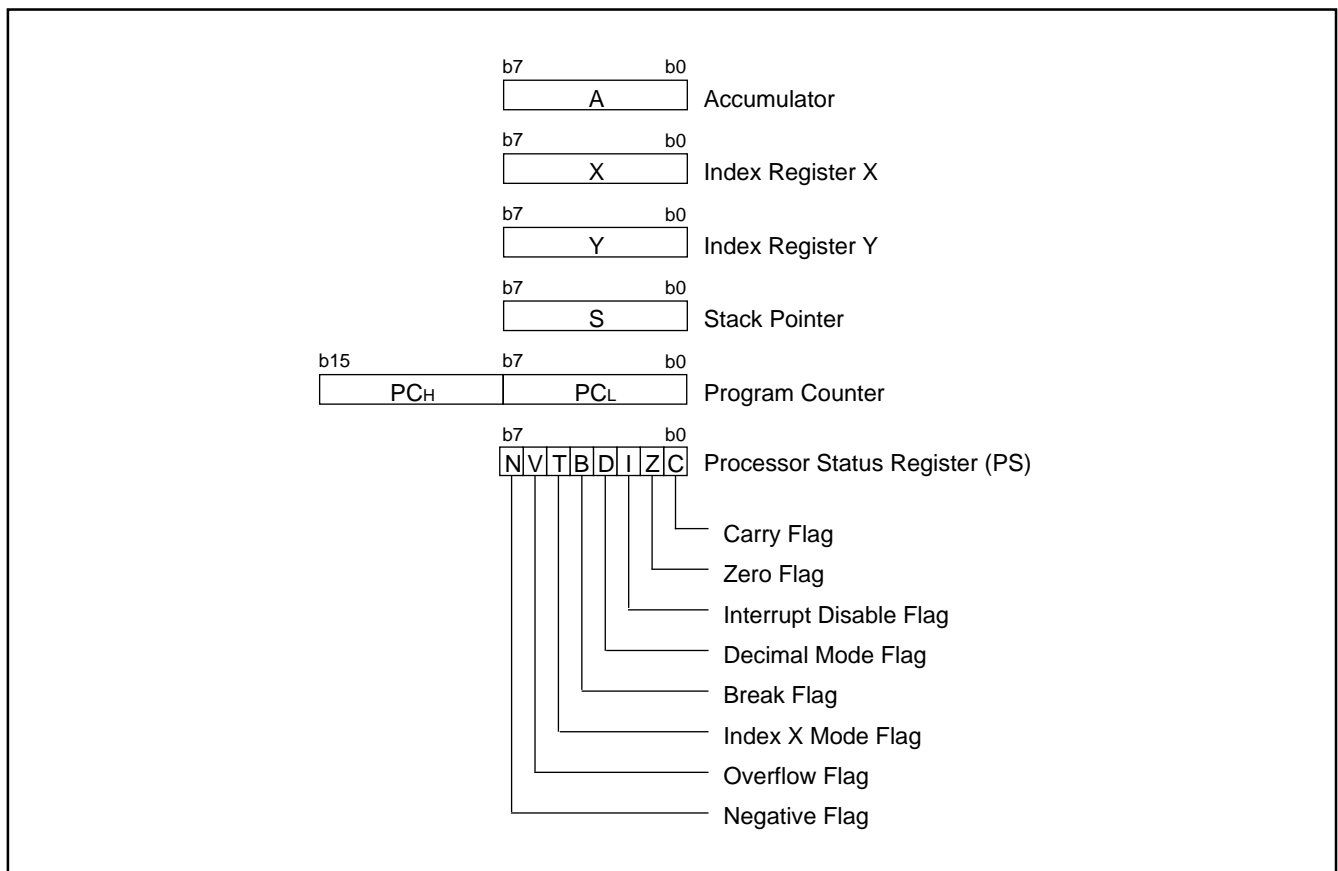 b7 b0
A Accumulator
b7 b0
X Index Register X
b7 b0
Y Index Register Y
b7 b0
S Stack Pointer
b15 b7 b0
PCH PCL Program Counter
b7 b0
N V T B D I Z C Processor Status Register (PS)
Carry Flag
Zero Flag
Interrupt Disable Flag
Decimal Mode Flag
Break Flag
Index X Mode Flag
Overflow Flag
Negative Flag